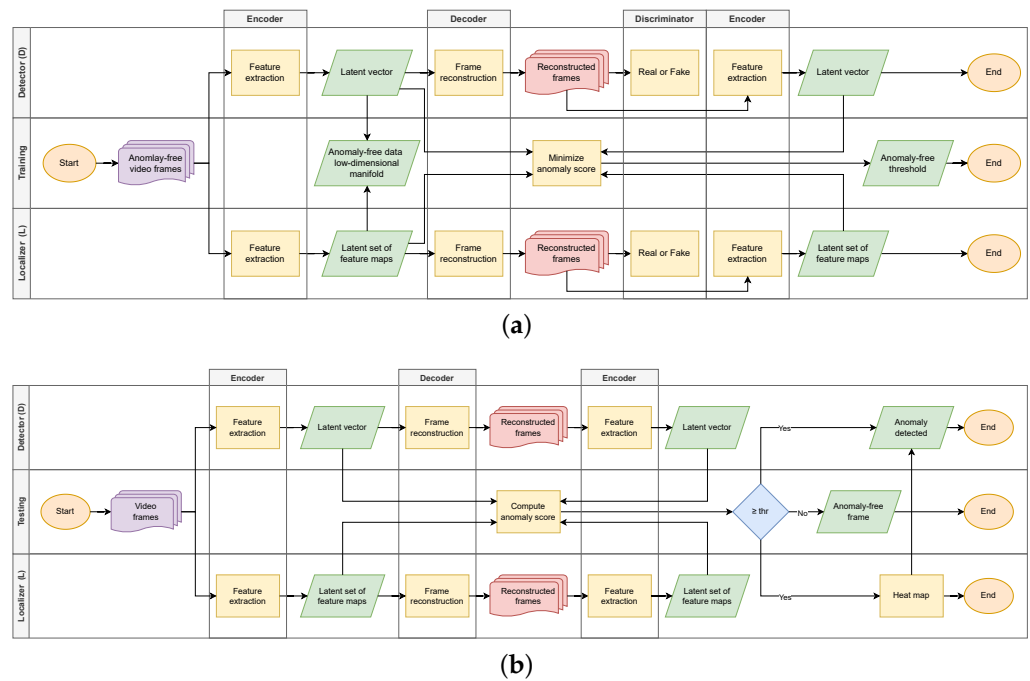 Encoder
Decoder
Discriminator
Encoder
Detector (D)
Feature
extraction
Latent vector
Frame
reconstruction
Reconstructed
frames
Real or Fake
Feature
extraction
Latent vector
End
Training
Start
Anomlay-free
video frames
Anomaly-free data
low-dimensional
manifold
Minimize
anomaly score
Anomaly-free
threshold
End
Localizer (L)
Feature
extraction
Latent set of
feature maps
Frame
reconstruction
Reconstructed
frames
Real or Fake
Feature
extraction
Latent set of
feature maps
End
(a)
Encoder
Decoder
Encoder
Detector (D)
Feature
extraction
Latent vector
Frame
reconstruction
Reconstructed
frames
Feature
extraction
Latent vector
Yes
Anomaly
detected
End
Testing
Start
Video
frames
Compute
anomaly score
≥ thr
No
Anomaly-free
frame
End
Localizer (L)
Feature
extraction
Latent set of
feature maps
Frame
reconstruction
Reconstructed
frames
Feature
extraction
Latent set of
feature maps
Yes
Heat map
End
(b)